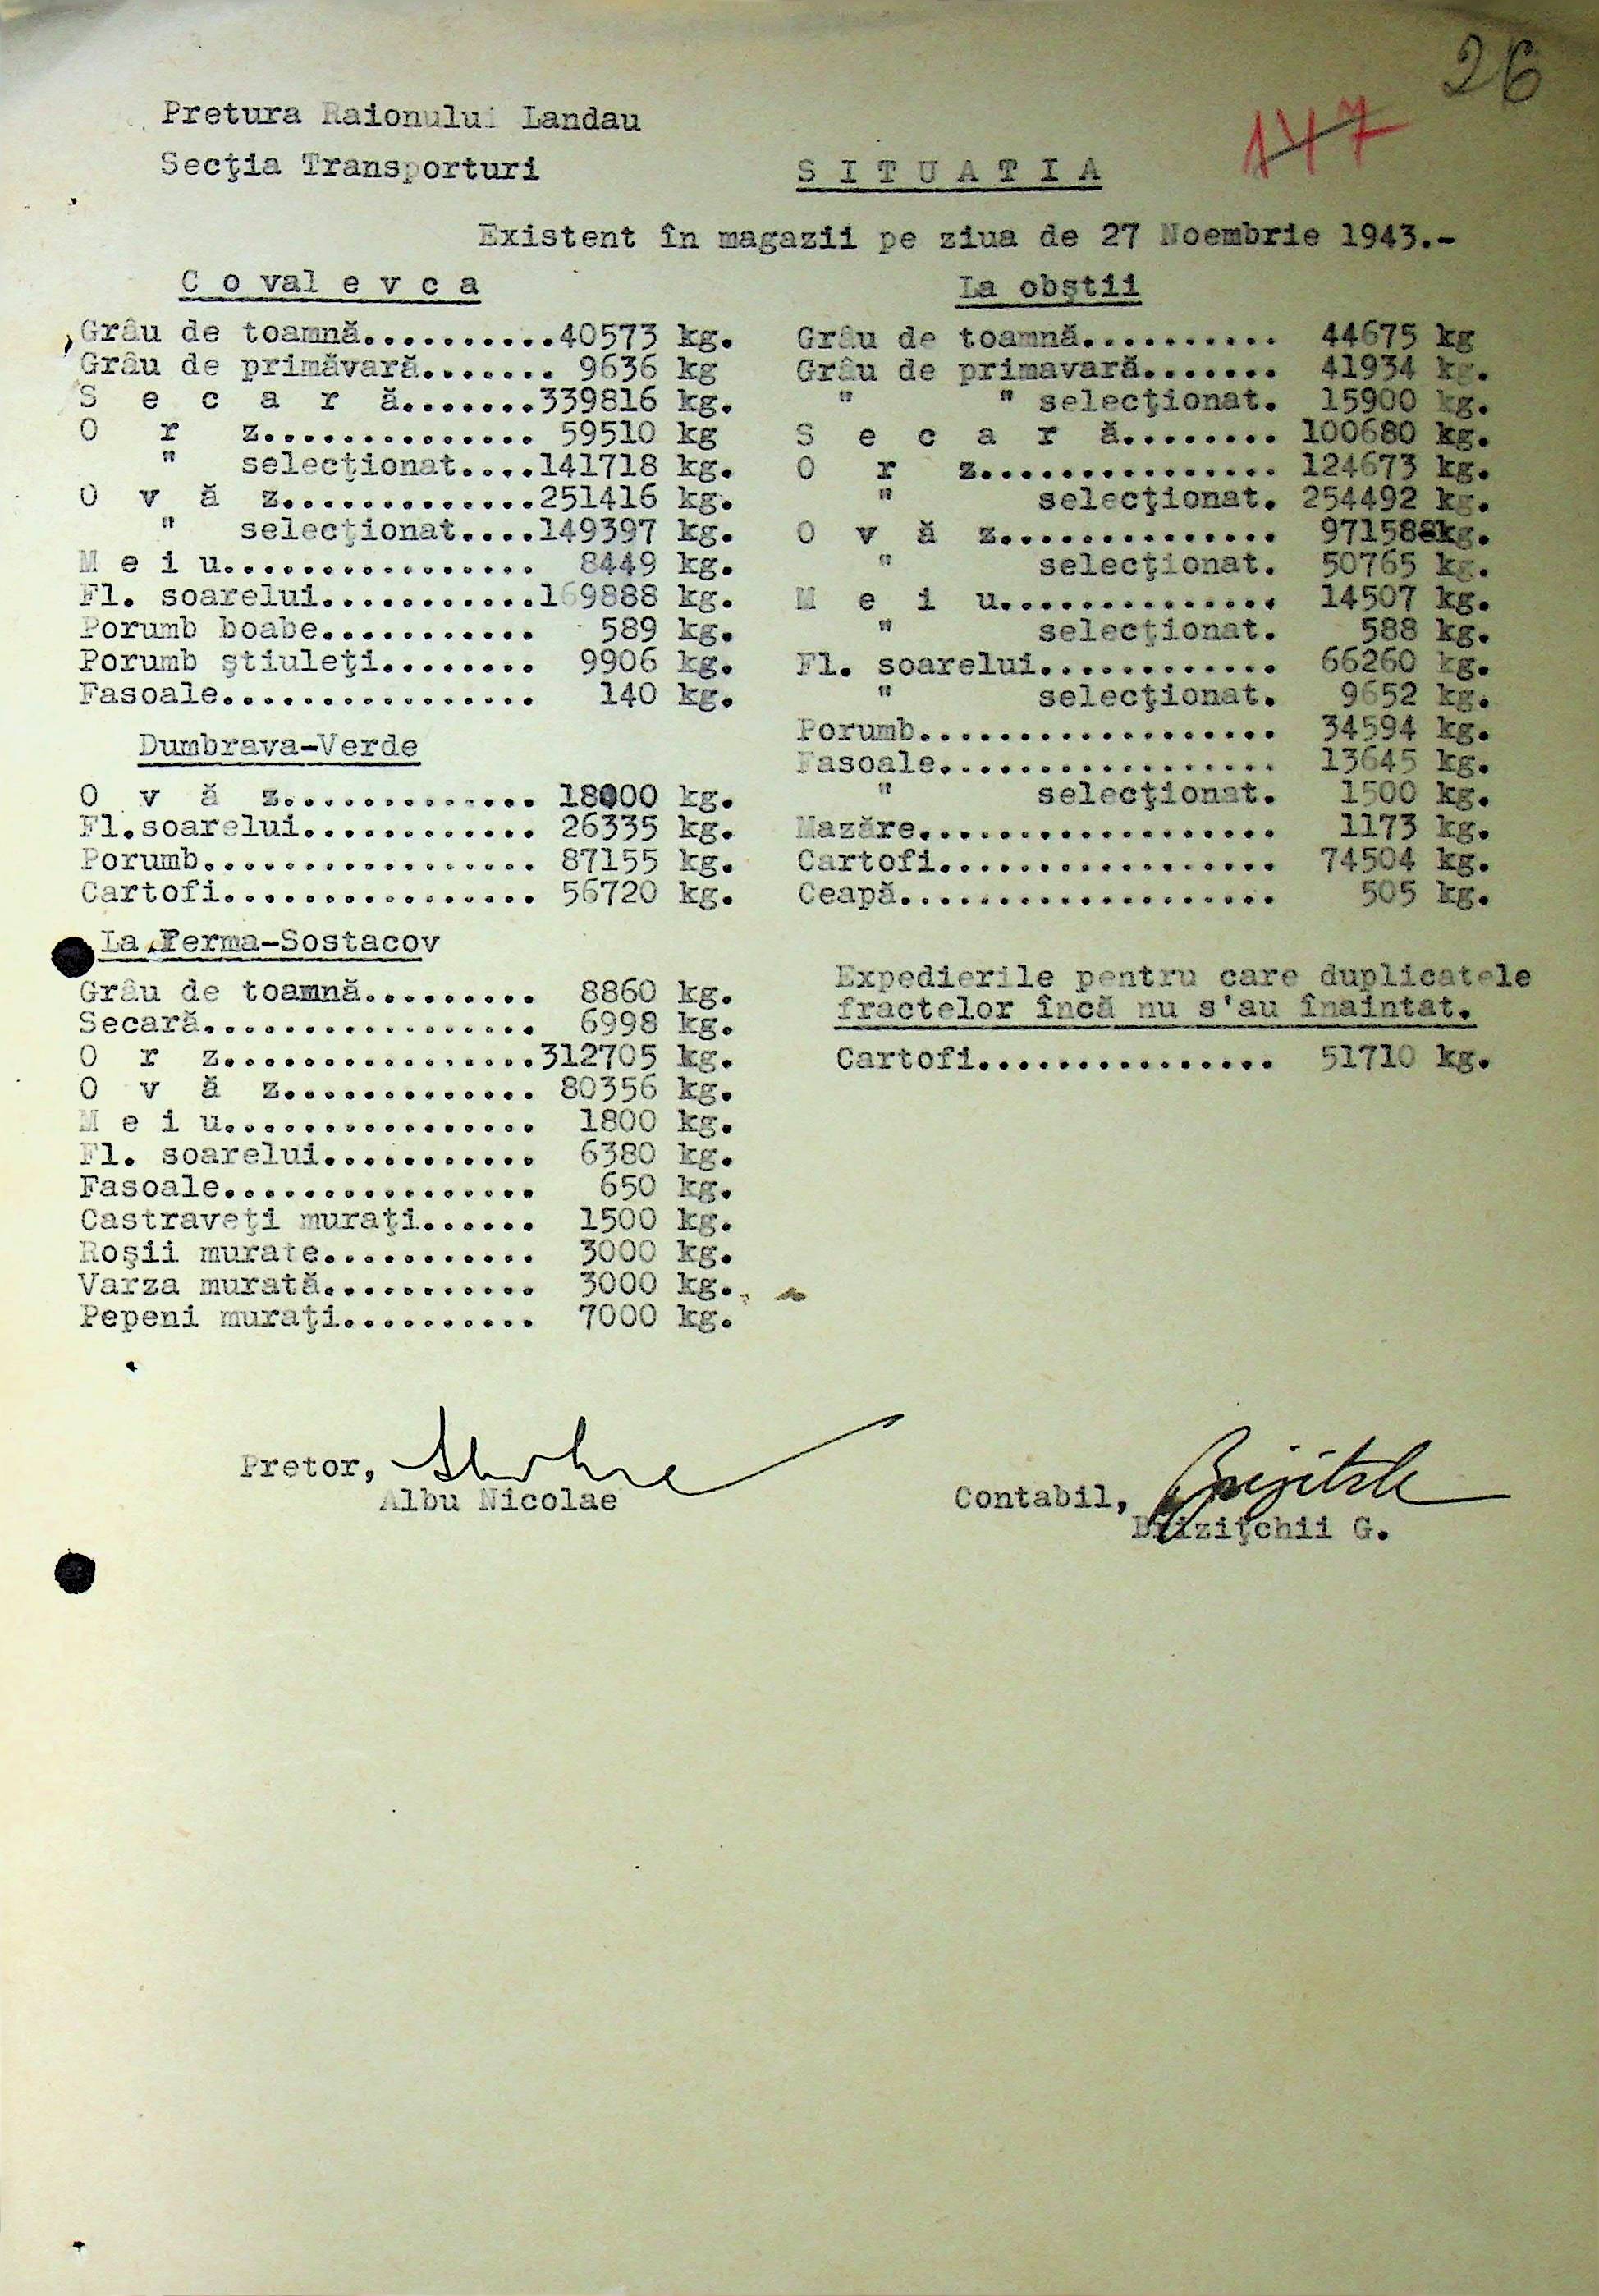 26
147
Pretura Raionului Landau
Secţia Transporturi
S I T U A T I A
Existent în magazii pe ziua de 27 Noembrie 1943.-
C o val e v c a
Grâu de toamnă..........40573 kg.
Grâu de primăvară....... 9636 kg
S e c a r ă.......339816 kg.
O r z.............. 59510 kg
" selecţionat....141718 kg.
O v ă z.............251416 kg.
" selecţionat....149397 kg.
M e i u................ 8449 kg.
Fl. soarelui...........169888 kg.
Porumb boabe........... 589 kg.
Porumb ştiuleţi........ 9906 kg.
Fasoale................ 140 kg.
Dumbrava-Verde
O v ă z............. 18000 kg.
Fl.soarelui............ 26335 kg.
Porumb................. 87155 kg.
Cartofi................ 56720 kg.
La Ferma-Sostacov
Grâu de toamnă......... 8860 kg.
Secară................. 6998 kg.
O r z................312705 kg.
O v ă z............. 80356 kg.
M e i u................ 1800 kg.
Fl. soarelui........... 6380 kg.
Fasoale................ 650 kg.
Castraveţi muraţi...... 1500 kg.
Roşii murate........... 3000 kg.
Varza murată........... 3000 kg.
Pepeni muraţi.......... 7000 kg.
La obştii
Grâu de toamnă.......... 44675 kg
Grâu de primavară....... 41934 kg.
" " selecţionat. 15900 kg.
S e c a r ă........ 100680 kg.
O r z............... 124673 kg.
" selecţionat. 254492 kg.
O v ă z.............. 971588kg.
" selecţionat. 50765 kg.
M e i u.............. 14507 kg.
" selecţionat. 588 kg.
Fl. soarelui............ 66260 kg.
" selecţionat. 9652 kg.
Porumb.................. 34594 kg.
Fasoale................. 13645 kg.
" selecţionat. 1500 kg.
Mazăre.................. 1173 kg.
Cartofi................. 74504 kg.
Ceapă................... 505 kg.
Expedierile pentru care duplicatele
fractelor încă nu s'au înaintat.
Cartofi............... 51710 kg.
Pretor,
Albu Nicolae
Contabil,
Briziţchii G.